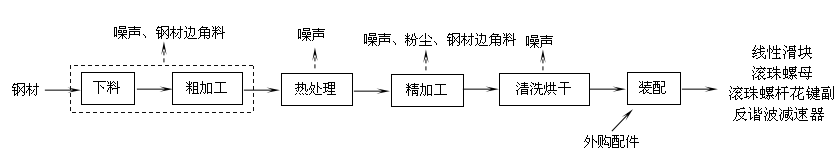 噪声、钢材边角料
噪声
噪声、粉尘、钢材边角料
噪声
钢材
下料
粗加工
热处理
精加工
清洗烘干
装配
线性滑块
滚珠螺母
滚珠螺杆花键副
反谐波减速器
外购配件